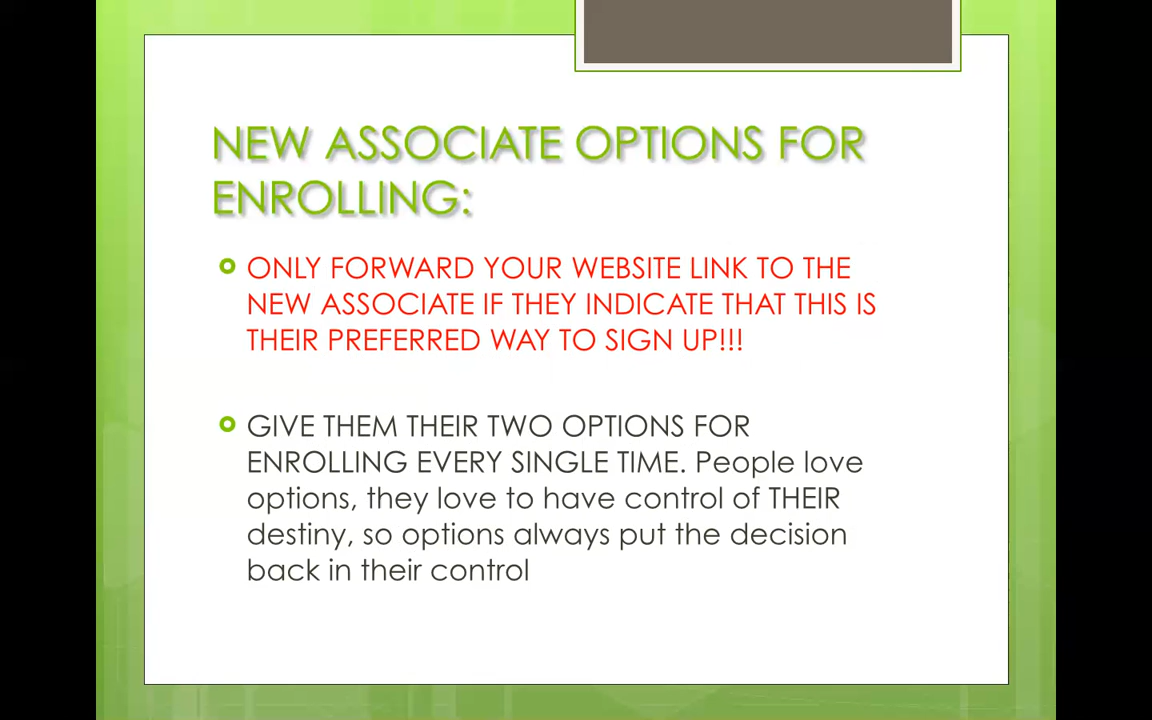 NEW ASSOCIATE OPTIONS FOR
ENROLLING:
ONLY FORWARD YOUR WEBSITE LINK TO THE
NEW ASSOCIATE IF THEY INDICATE THAT THIS IS
THEIR PREFERRED WAY TO SIGN UP!!!
GIVE THEM THEIR TWO OPTIONS FOR
ENROLLING EVERY SINGLE TIME. People love
options, they love to have control of THEIR
destiny, so options always put the decision
back in their control